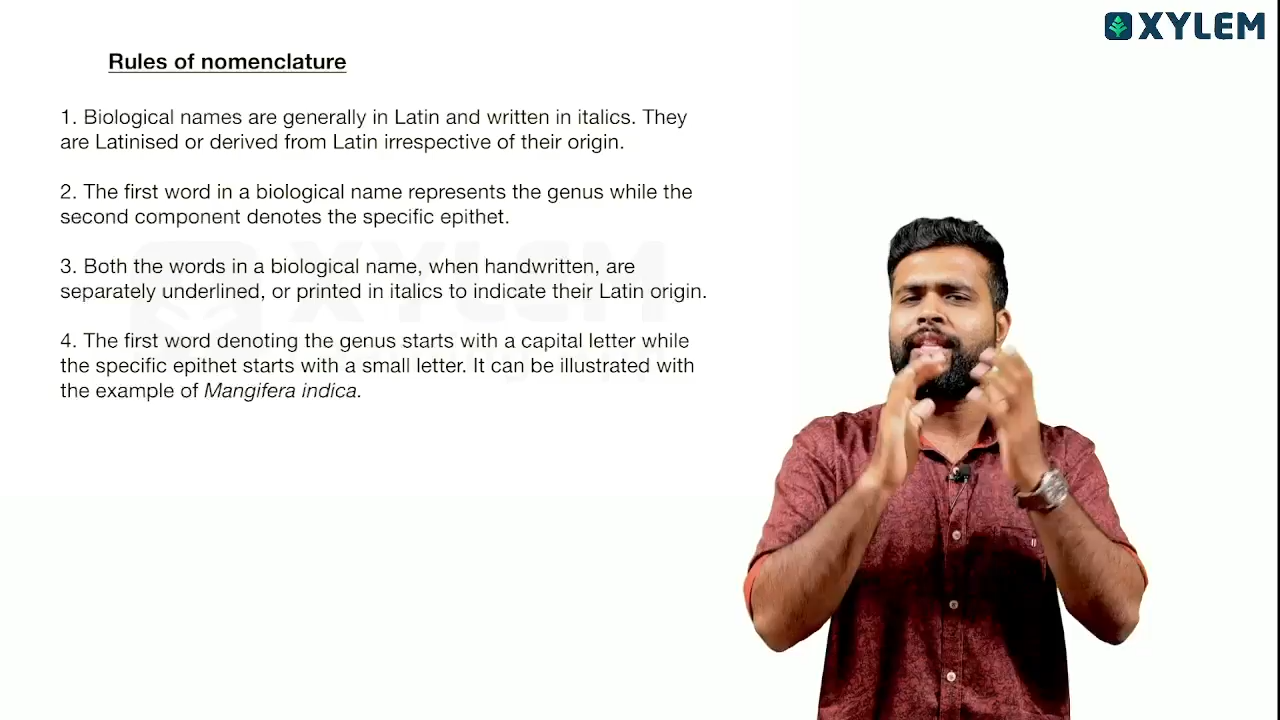 XYLEM
Rules of nomenclature
1. Biological names are generally in Latin and written in italics. They
are Latinised or derived from Latin irrespective of their origin.
2. The first word in a biological name represents the genus while the
second component denotes the specific epithet.
3. Both the words in a biological name, when handwritten, are
separately underlined, or printed in italics to indicate their Latin origin.
4. The first word denoting the genus starts with a capital letter while
the specific epithet starts with a small letter. It can be illustrated with
the example of Mangifera indica.
XYLEM